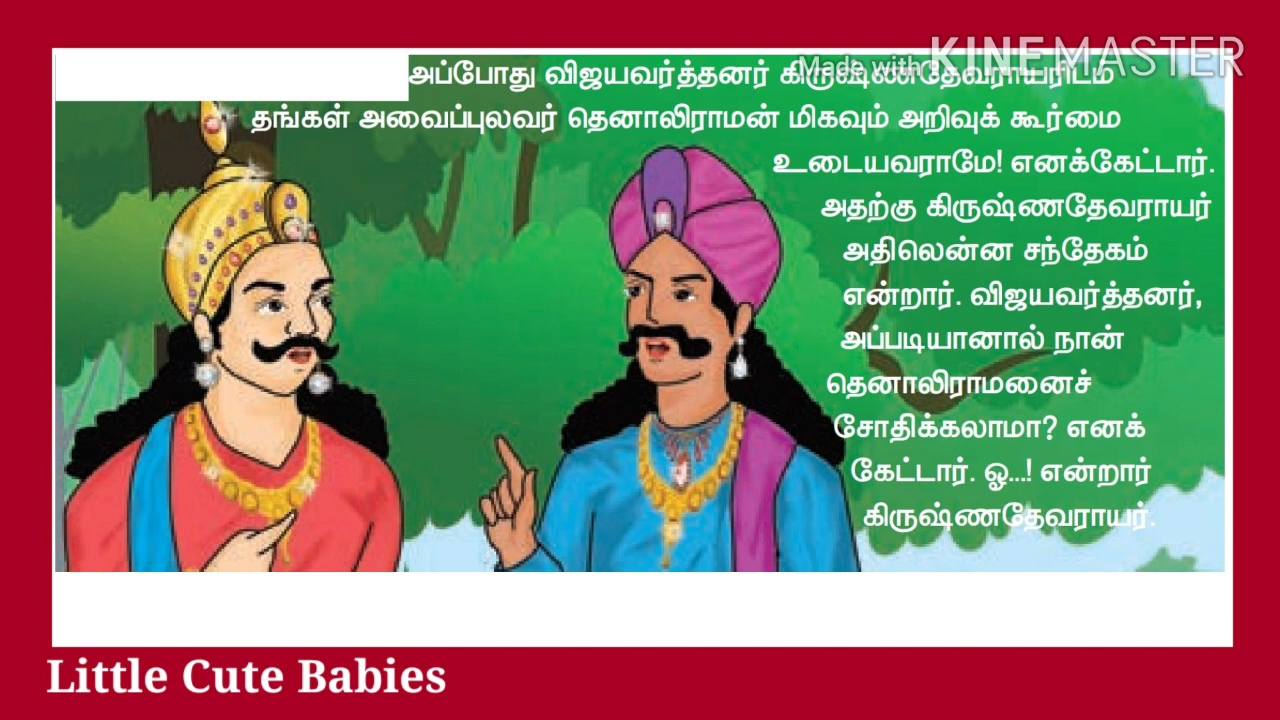 Made with KINEMASTER
அப்போது விஜயவர்த்தனர் கிருஷ்ணதேவராயரிடம்
தங்கள் அவைப்புலவர் தெனாலிராமன் மிகவும் அறிவுக் கூர்மை
உடையவராமே! எனக்கேட்டார்.
அதற்கு கிருஷ்ணதேவராயர்
அதிலென்ன சந்தேகம்
என்றார். விஜயவர்த்தனர்,
அப்படியானால் நான்
தெனாலிராமனைச்
சோதிக்கலாமா? எனக்
கேட்டார். ஓ...! என்றார்
கிருஷ்ணதேவராயர்.
Little Cute Babies